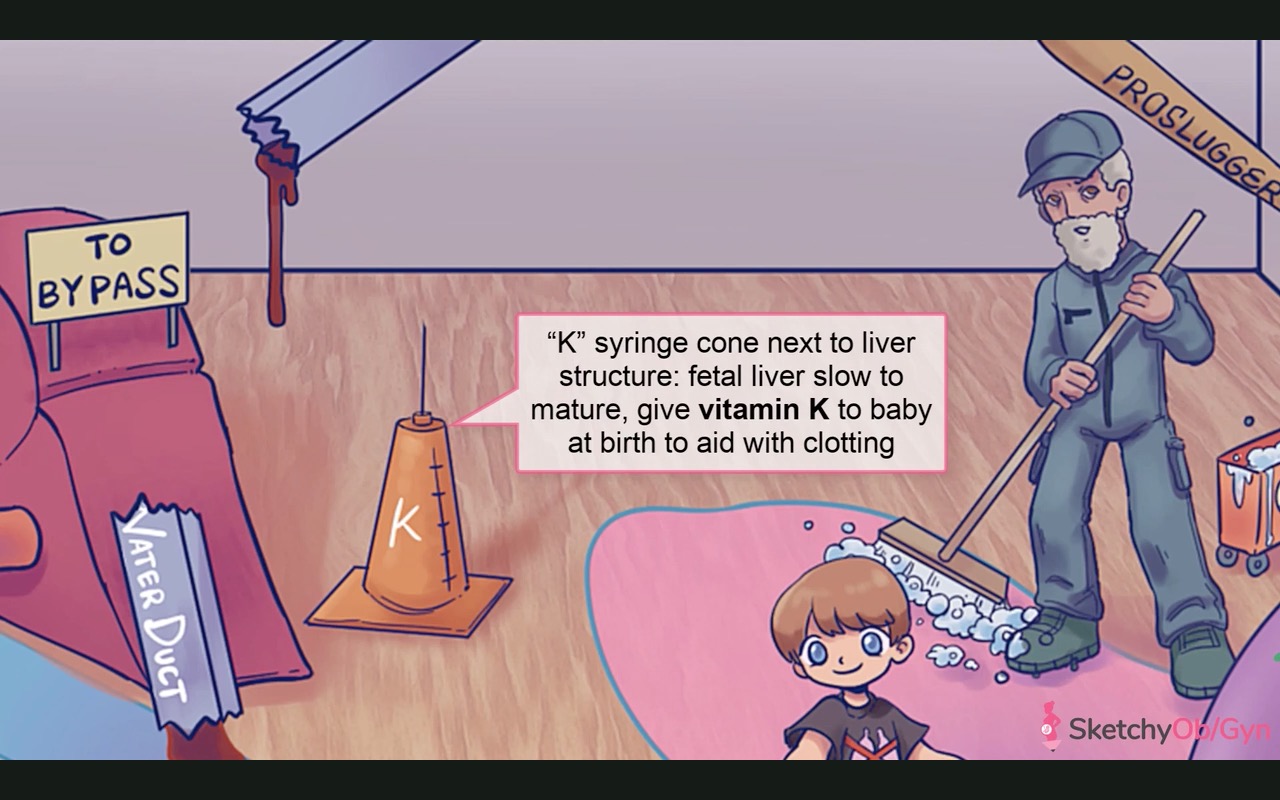 PROSLUGGER
TO
BYPASS
“K” syringe cone next to liver
structure: fetal liver slow to
mature, give vitamin K to baby
at birth to aid with clotting
K
VATER DUCT
SketchyOb/Gyn